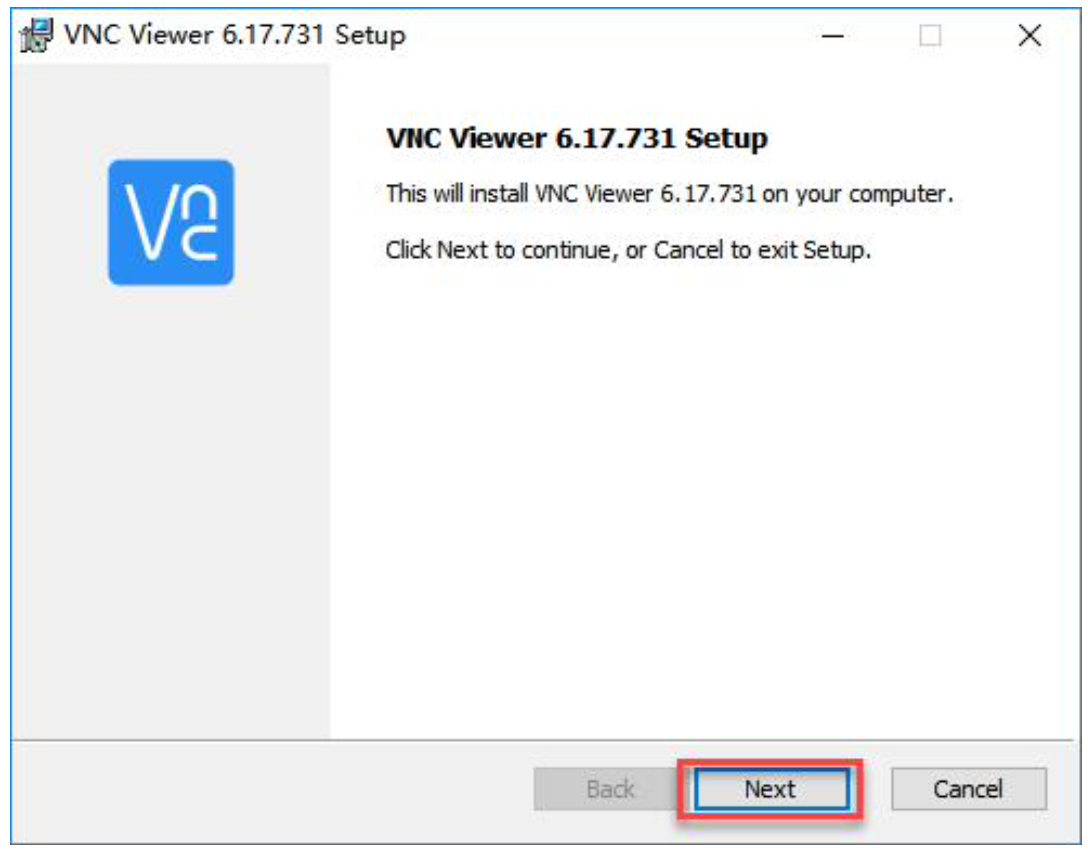 VNC Viewer 6.17.731 Setup
VNC Viewer 6.17.731 Setup
This will install VNC Viewer 6.17.731 on your computer.
Click Next to continue, or Cancel to exit Setup.
Vnc
Back Next Cancel